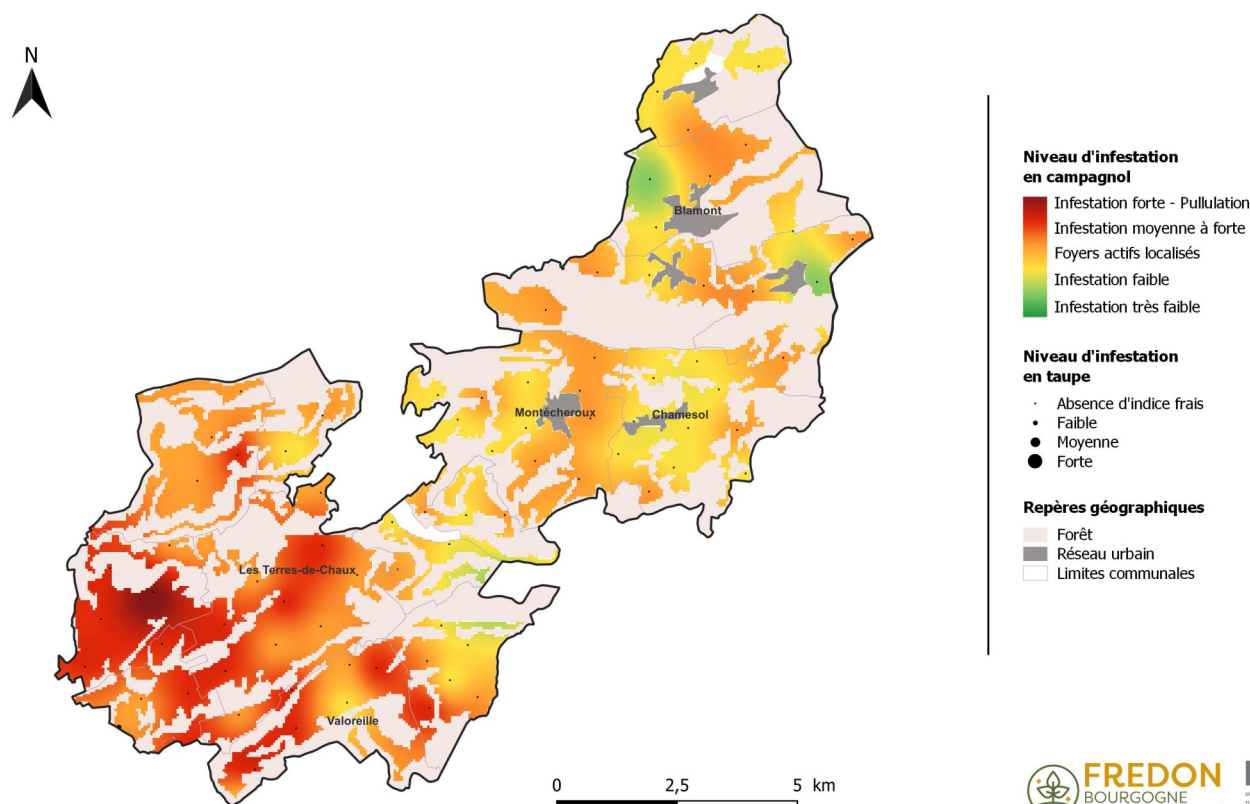 N
Blamont
Montécheroux
Chamesol
Les Terres-de-Chaux
Valoreille
0 2,5 5 km
Niveau d'infestation
en campagnol
Infestation forte - Pullulation
Infestation moyenne à forte
Foyers actifs localisés
Infestation faible
Infestation très faible
Niveau d'infestation
en taupe
Absence d'indice frais
Faible
Moyenne
Forte
Repères géographiques
Forêt
Réseau urbain
Limites communales
FREDON
BOURGOGNE